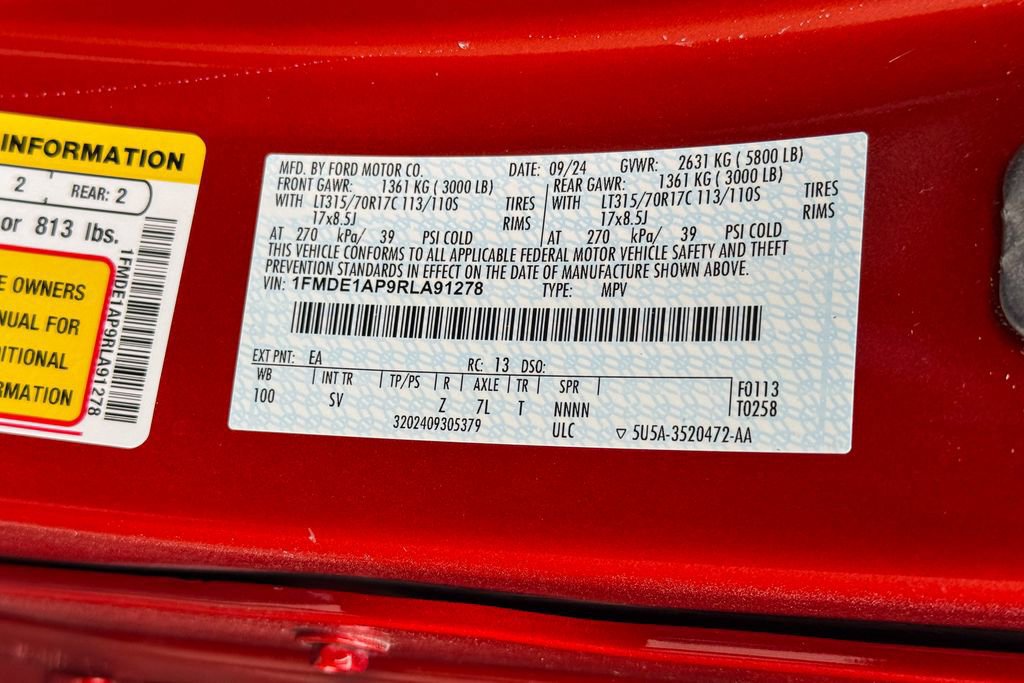 INFORMATION
2 REAR: 2
or 813 lbs.
E OWNERS
NUAL FOR
DITIONAL
RMATION
1FMDE1AP9RLA91278
MFD. BY FORD MOTOR CO. DATE: 09/24 GVWR: 2631 KG ( 5800 LB)
FRONT GAWR: 1361 KG ( 3000 LB) REAR GAWR: 1361 KG ( 3000 LB)
WITH LT315/70R17C 113/110S TIRES WITH LT315/70R17C 113/110S TIRES
17x8.5J RIMS 17x8.5J RIMS
AT 270 kPa/ 39 PSI COLD AT 270 kPa/ 39 PSI COLD
THIS VEHICLE CONFORMS TO ALL APPLICABLE FEDERAL MOTOR VEHICLE SAFETY AND THEFT
PREVENTION STANDARDS IN EFFECT ON THE DATE OF MANUFACTURE SHOWN ABOVE.
VIN: 1FMDE1AP9RLA91278 TYPE: MPV
EXT PNT: EA RC: 13 DSO:
WB INT TR TP/PS R AXLE TR SPR F0113
100 SV Z 7L T NNNN T0258
3202409305379 ULC ▽ 5U5A-3520472-AA